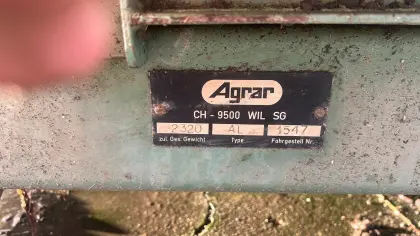 Agrar
CH - 9500 WIL SG
2320 AL 1547
zul. Ges. Gewicht Type Fahrgestell Nr.